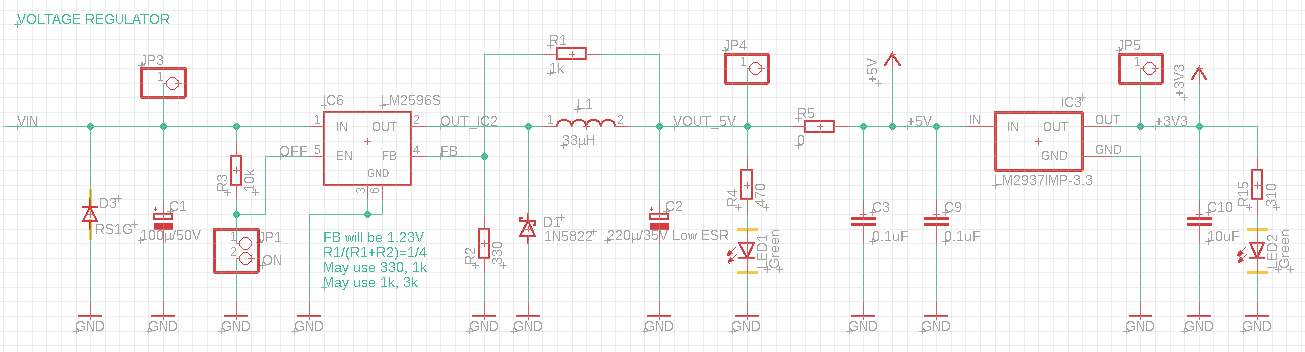 VOLTAGE REGULATOR
JP3
1
VIN
D3
RS1G
C1
100µ/50V
R3
10k
OFF
JP1
1
2
ON
C6
LM2596S
1
IN
OUT
2
5
EN
FB
4
GND
3
6
OUT_IC2
FB
FB will be 1.23V
R1/(R1+R2)=1/4
May use 330, 1k
May use 1k, 3k
R1
1k
R2
330
D1
1N5822
L1
1
2
33µH
C2
220µ/35V Low ESR
VOUT_5V
JP4
1
R4
470
LED1
Green
R5
0
+5V
+5V
C3
0.1uF
C9
0.1uF
IC3
IN
IN
OUT
OUT
GND
GND
LM2937IMP-3.3
JP5
1
+3V3
+3V3
C10
10uF
R15
310
LED2
Green
GND
GND
GND
GND
GND
GND
GND
GND
GND
GND
GND
GND
GND